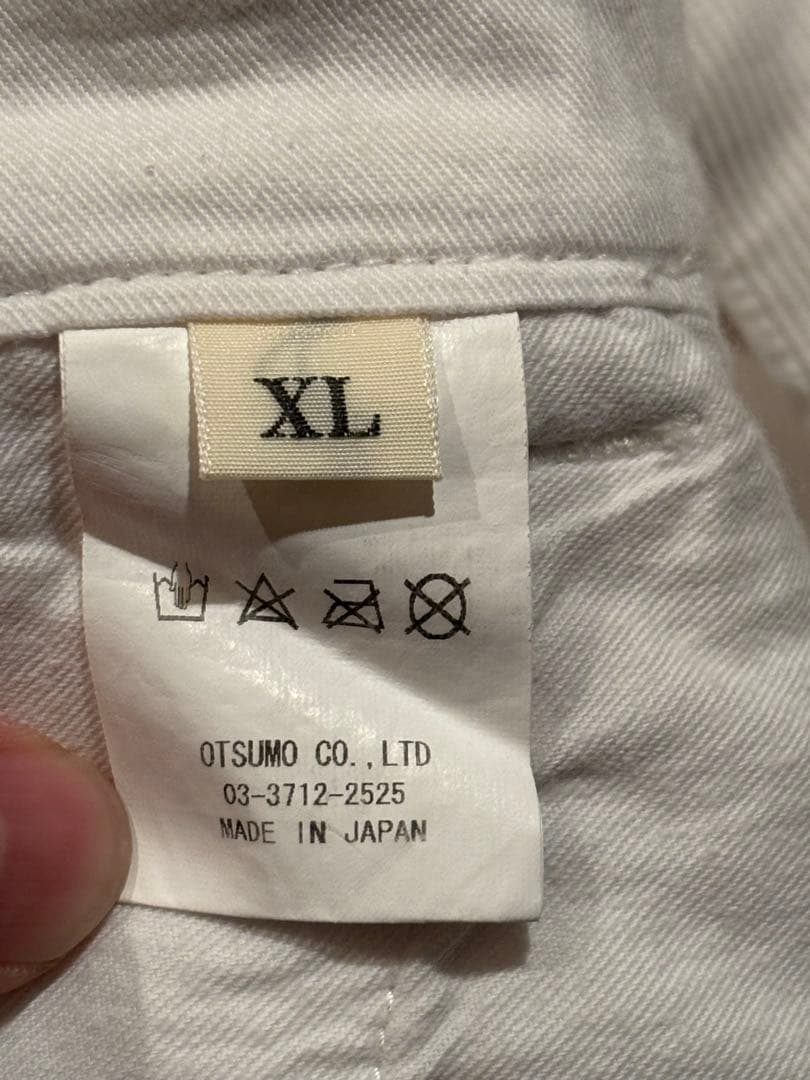 XL
OTSUMO CO.,LTD
03-3712-2525
MADE IN JAPAN